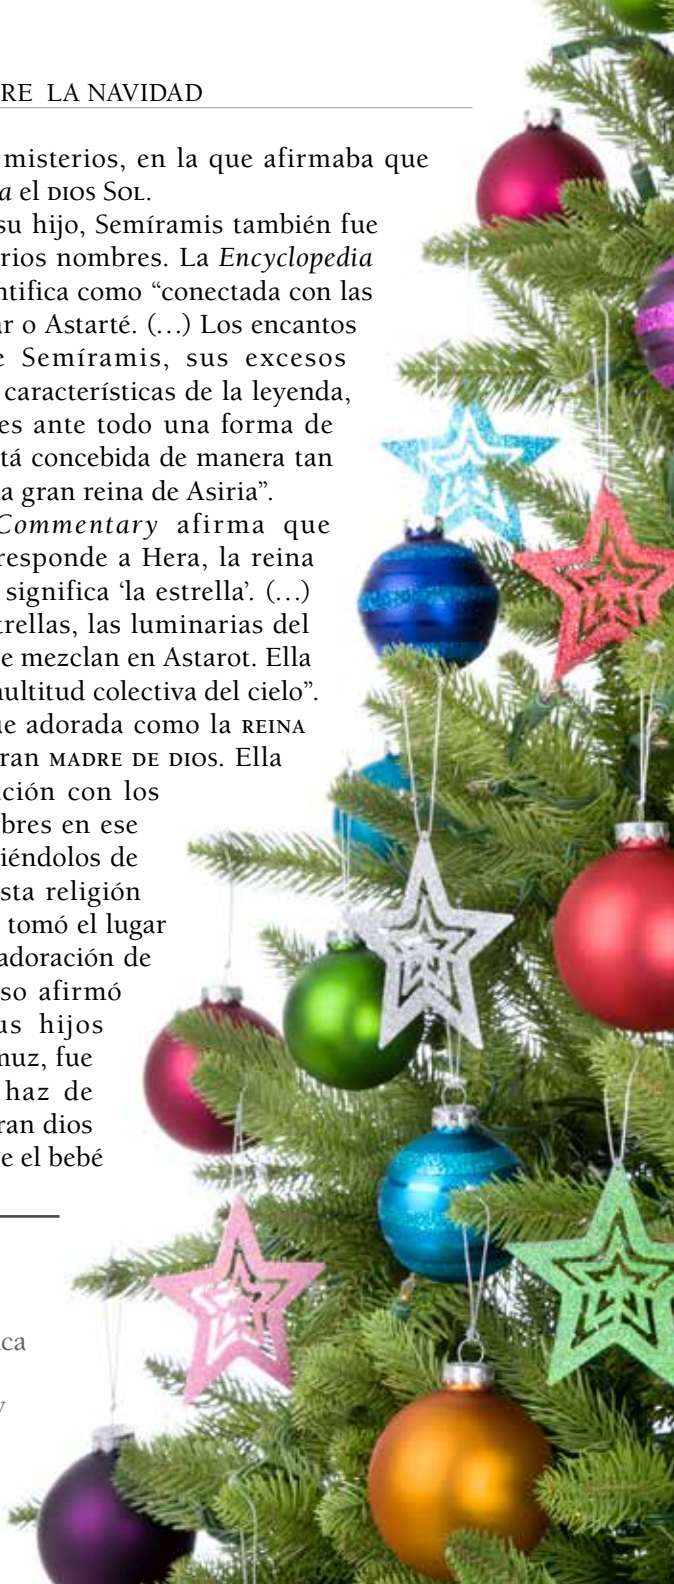 RE LA NAVIDAD
misterios, en la que afirmaba que
a el DIOS SOL.
su hijo, Semíramis también fue
rios nombres. La Encyclopedia
ntifica como “conectada con las
ar o Astarté. (…) Los encantos
e Semíramis, sus excesos
características de la leyenda,
es ante todo una forma de
tá concebida de manera tan
a gran reina de Asiria”.
Commentary afirma que
responde a Hera, la reina
significa ‘la estrella’. (…)
trellas, las luminarias del
e mezclan en Astarot. Ella
nultitud colectiva del cielo”.
ue adorada como la REINA
ran MADRE DE DIOS. Ella
ción con los
bres en ese
iéndolos de
sta religión
tomó el lugar
adoración de
so afirmó
us hijos
muz, fue
haz de
ran dios
e el bebé
ca
y